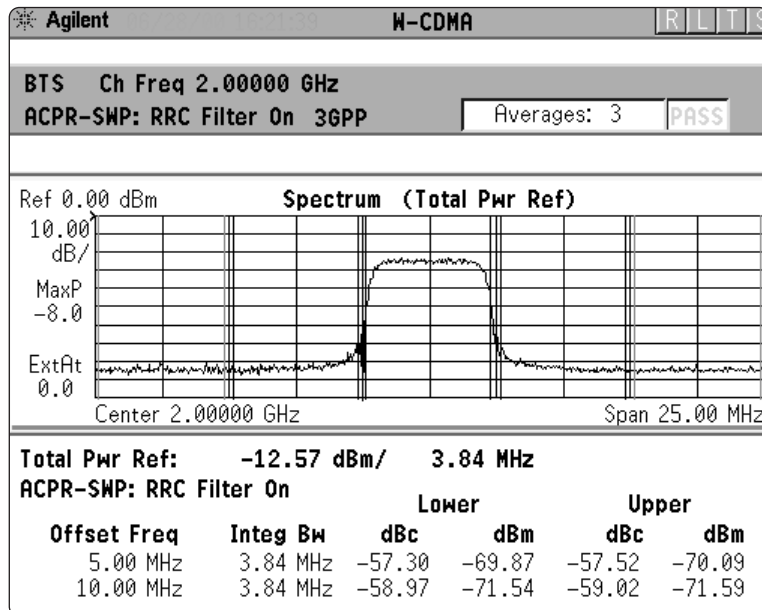 Agilent 16:21:39 W-CDMA R L T S
BTS Ch Freq 2.00000 GHz
ACPR-SWP: RRC Filter On 3GPP Averages: 3 PASS
Ref 0.00 dBm Spectrum (Total Pwr Ref)
10.00
dB/
MaxP
-8.0
ExtAt
0.0
Center 2.00000 GHz Span 25.00 MHz
Total Pwr Ref: -12.57 dBm/ 3.84 MHz
ACPR-SWP: RRC Filter On
Lower Upper
Offset Freq Integ Bw dBc dBm dBc dBm
5.00 MHz 3.84 MHz -57.30 -69.87 -57.52 -70.09
10.00 MHz 3.84 MHz -58.97 -71.54 -59.02 -71.59